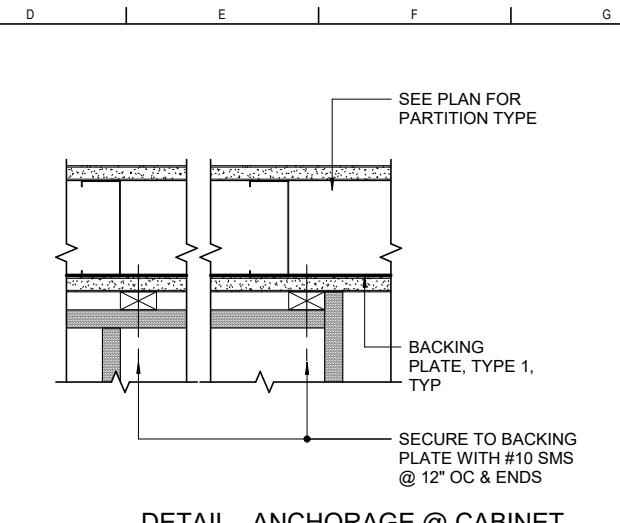 D E F G
SEE PLAN FOR
PARTITION TYPE
BACKING
PLATE, TYPE 1,
TYP
SECURE TO BACKING
PLATE WITH #10 SMS
@ 12" OC & ENDS
DETAIL - ANCHORAGE @ CABINET